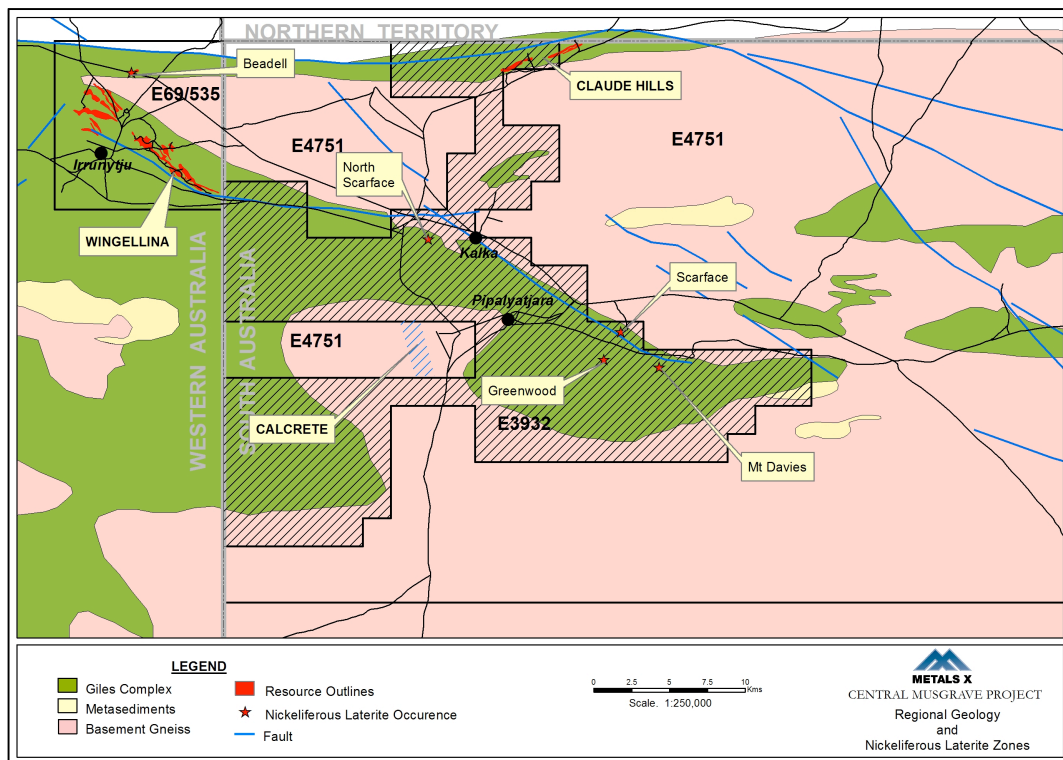 NORTHERN TERRITORY
Beadell
E69/535
CLAUDE HILLS
E4751
E4751
North
Scarface
Irrunytju
WINGELLINA
Kalka
WESTERN AUSTRALIA
SOUTH AUSTRALIA
Scarface
Pipalyatjara
E4751
Greenwood
CALCRETE
E3932
Mt Davies
LEGEND
Giles Complex
Metasediments
Basement Gneiss
Resource Outlines
Nickeliferous Laterite Occurence
Fault
0 2.5 5 7.5 10
Kms
Scale. 1:250,000
METALS X
CENTRAL MUSGRAVE PROJECT
Regional Geology
and
Nickeliferous Laterite Zones